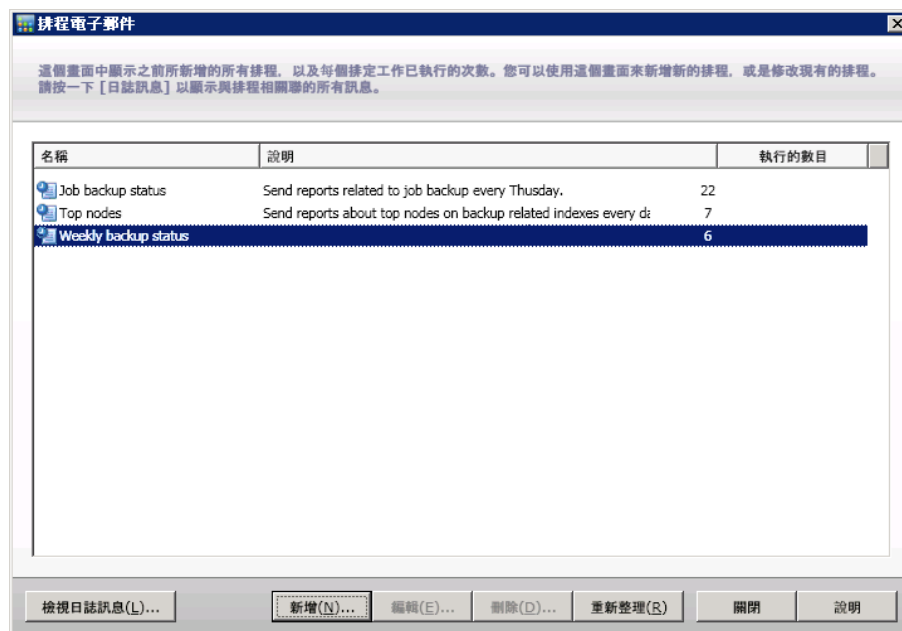 排程電子郵件
這個畫面中顯示之前所新增的所有排程，以及每個排定工作已執行的次數。您可以使用這個畫面來新增新的排程，或是修改現有的排程。
請按一下 [日誌訊息] 以顯示與排程相關聯的所有訊息。
名稱 說明 執行的數目
Job backup status Send reports related to job backup every Thusday. 22
Top nodes Send reports about top nodes on backup related indexes every da 7
Weekly backup status 6
檢視日誌訊息(L)... 新增(N)... 編輯(E)... 刪除(D)... 重新整理(R) 關閉 說明